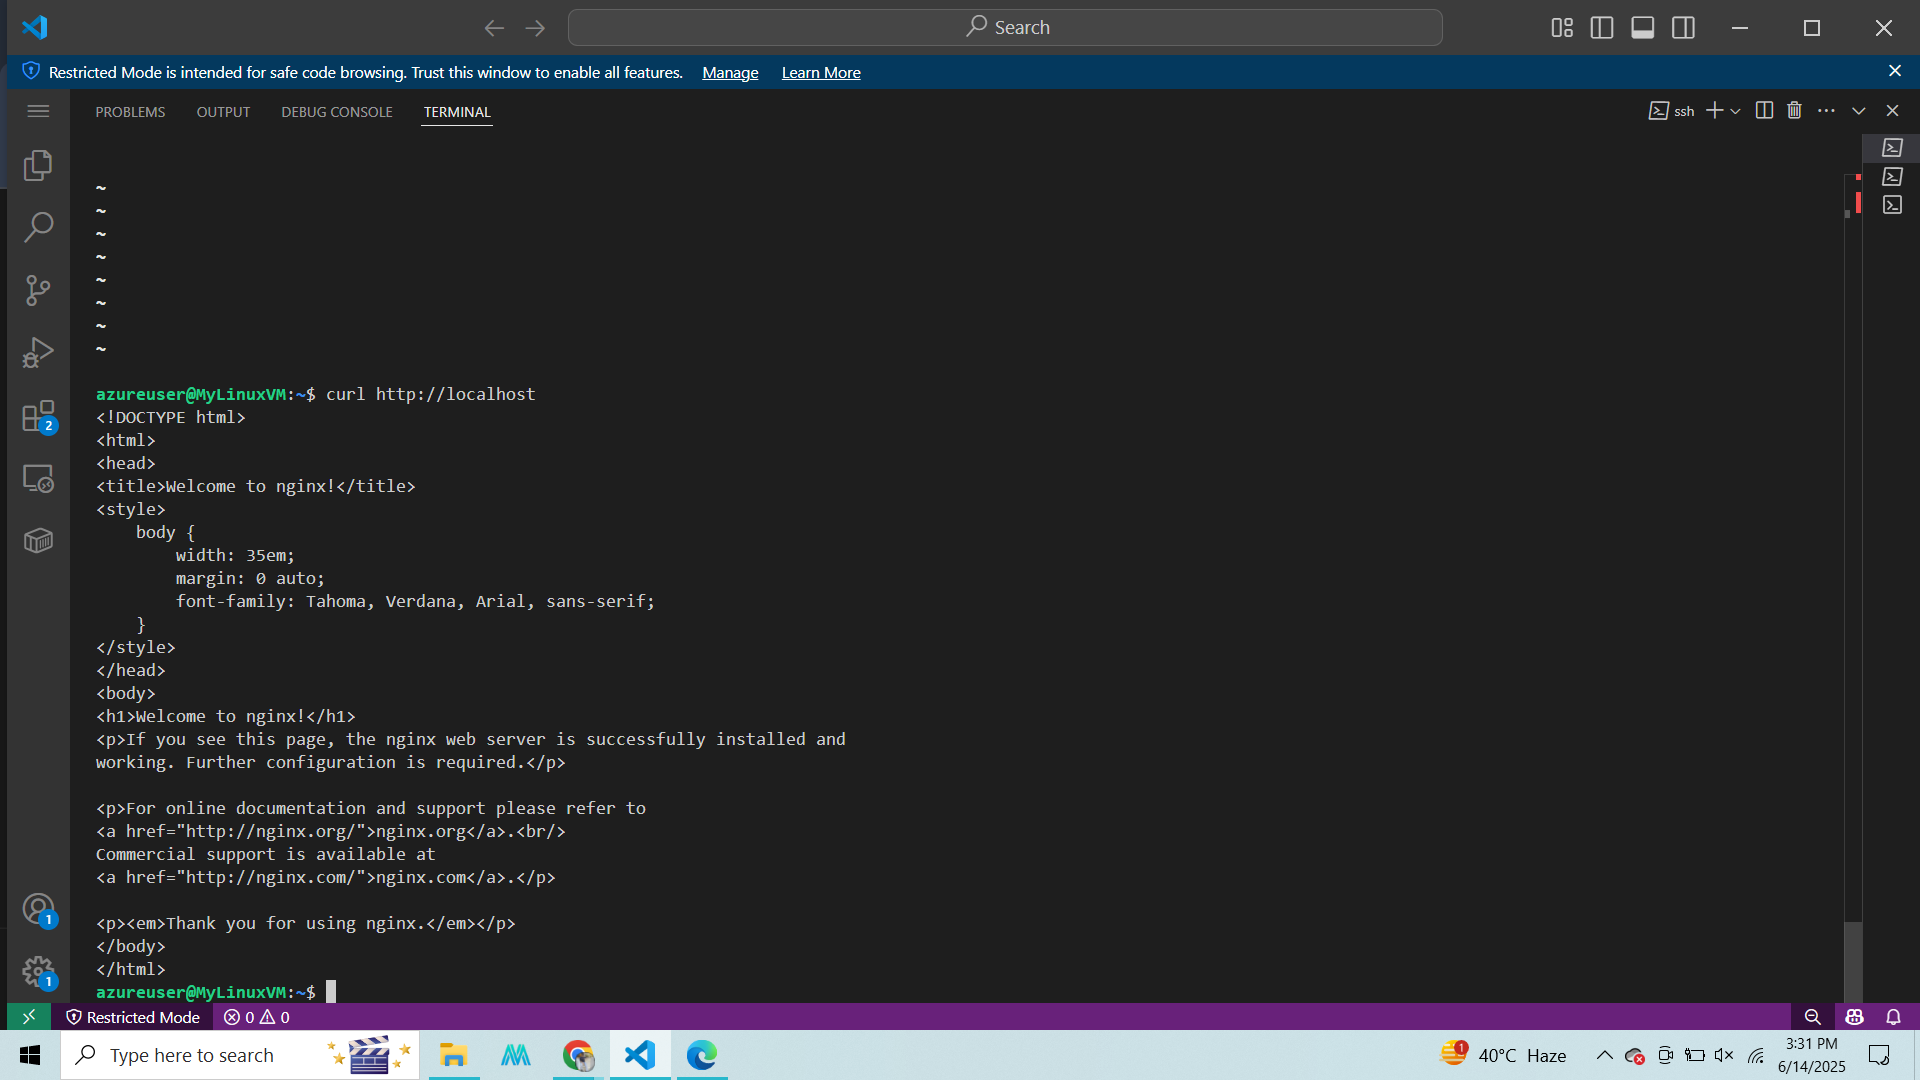 Search
Restricted Mode is intended for safe code browsing. Trust this window to enable all features. Manage Learn More
PROBLEMS OUTPUT DEBUG CONSOLE TERMINAL
ssh
~
~
~
~
~
~
~
~
azureuser@MyLinuxVM:~$ curl http://localhost
<!DOCTYPE html>
<html>
<head>
<title>Welcome to nginx!</title>
<style>
    body {
        width: 35em;
        margin: 0 auto;
        font-family: Tahoma, Verdana, Arial, sans-serif;
    }
</style>
</head>
<body>
<h1>Welcome to nginx!</h1>
<p>If you see this page, the nginx web server is successfully installed and
working. Further configuration is required.</p>
<p>For online documentation and support please refer to
<a href="http://nginx.org/">nginx.org</a>.<br/>
Commercial support is available at
<a href="http://nginx.com/">nginx.com</a>.</p>
<p><em>Thank you for using nginx.</em></p>
</body>
</html>
azureuser@MyLinuxVM:~$
2
1
1
Restricted Mode 0 0
Type here to search
1
40°C Haze
3:31 PM
6/14/2025